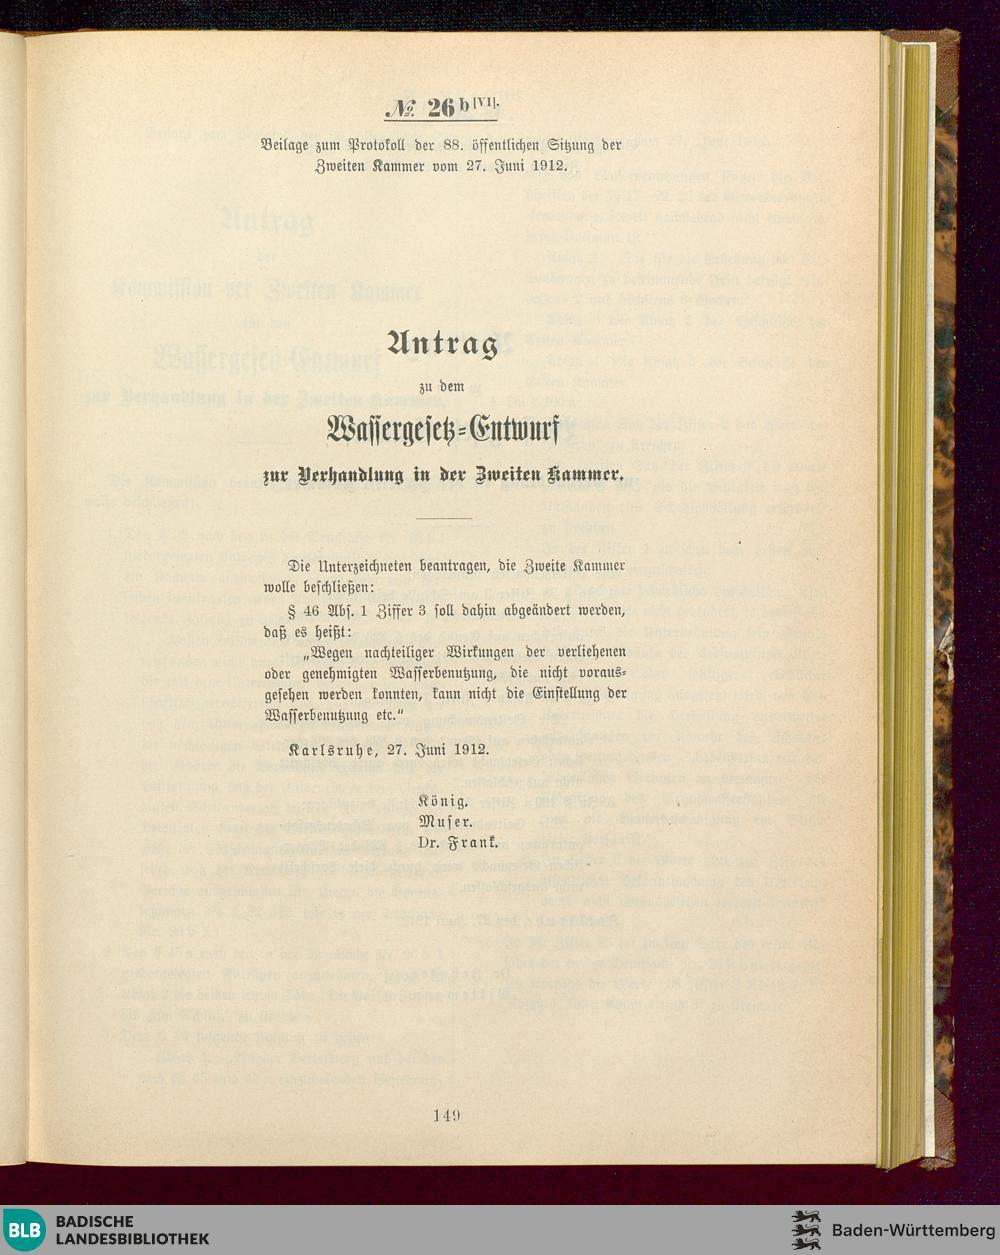 № 26b[VI].
Beilage zum Protokoll der 88. öffentlichen Sitzung der
Zweiten Kammer vom 27. Juni 1912.
Antrag
zu dem
Wassergesetz-Entwurf
zur Verhandlung in der Zweiten Kammer.
Die Unterzeichneten beantragen, die Zweite Kammer
wolle beschließen:
§ 46 Abs. 1 Ziffer 3 soll dahin abgeändert werden,
daß es heißt:
„Wegen nachteiliger Wirkungen der verliehenen
oder genehmigten Wasserbenutzung, die nicht voraus-
gesehen werden konnten, kann nicht die Einstellung der
Wasserbenutzung etc.“
Karlsruhe, 27. Juni 1912.
König.
Muser.
Dr. Frank.
149
BLB BADISCHE
LANDESBIBLIOTHEK
Baden-Württemberg